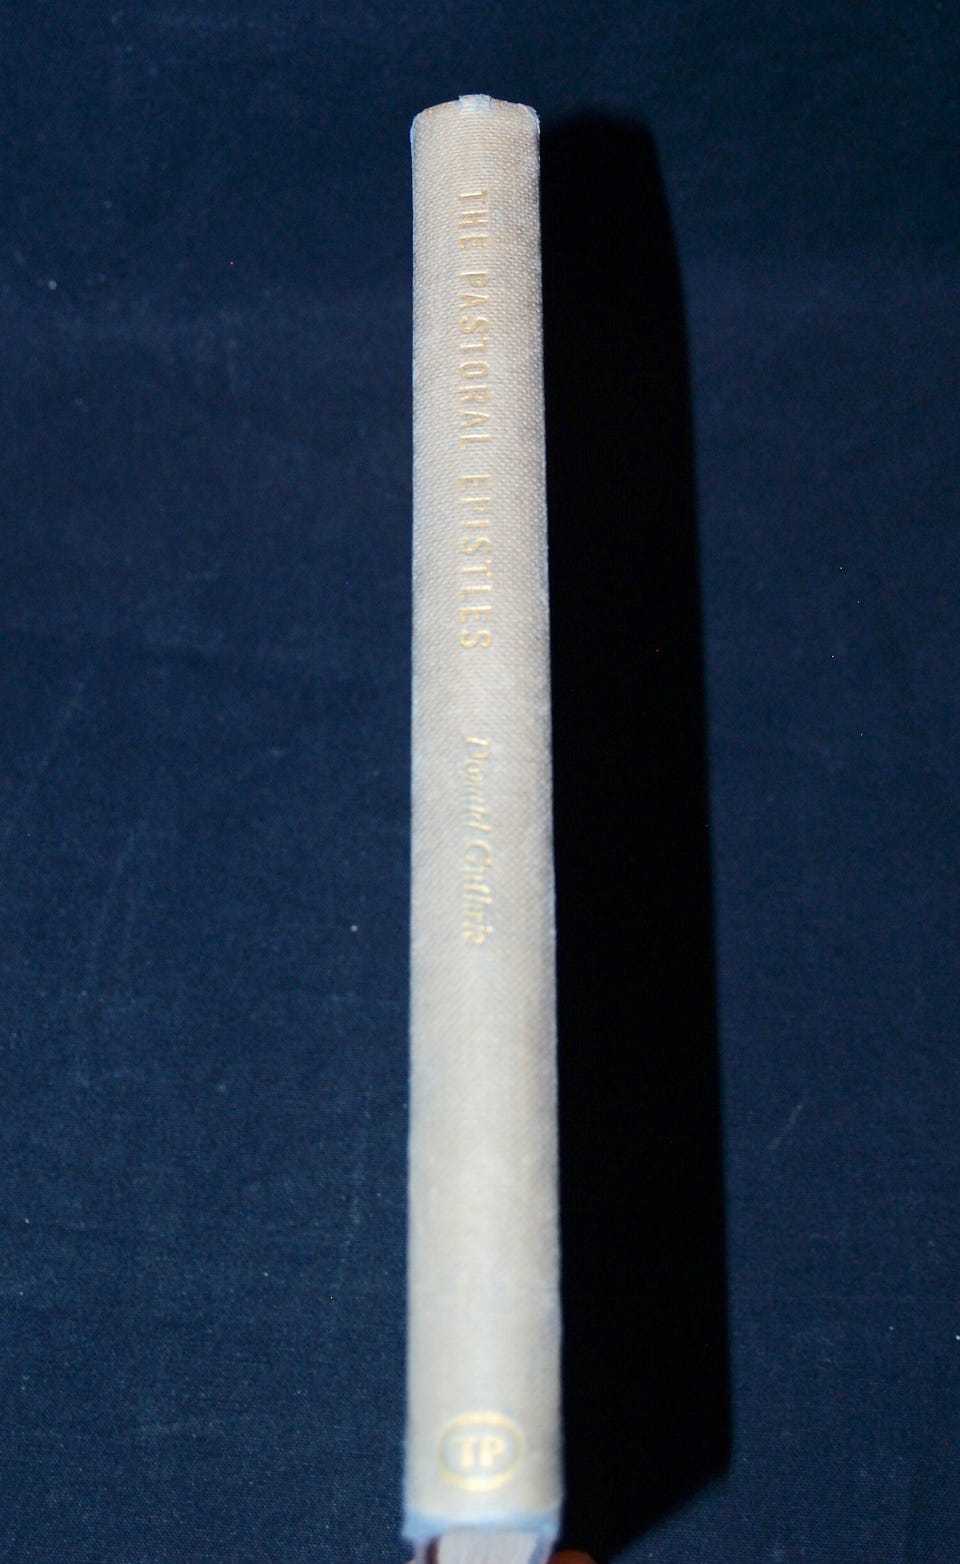 THE PASTORAL EPISTLES
Donald Guthrie
TP